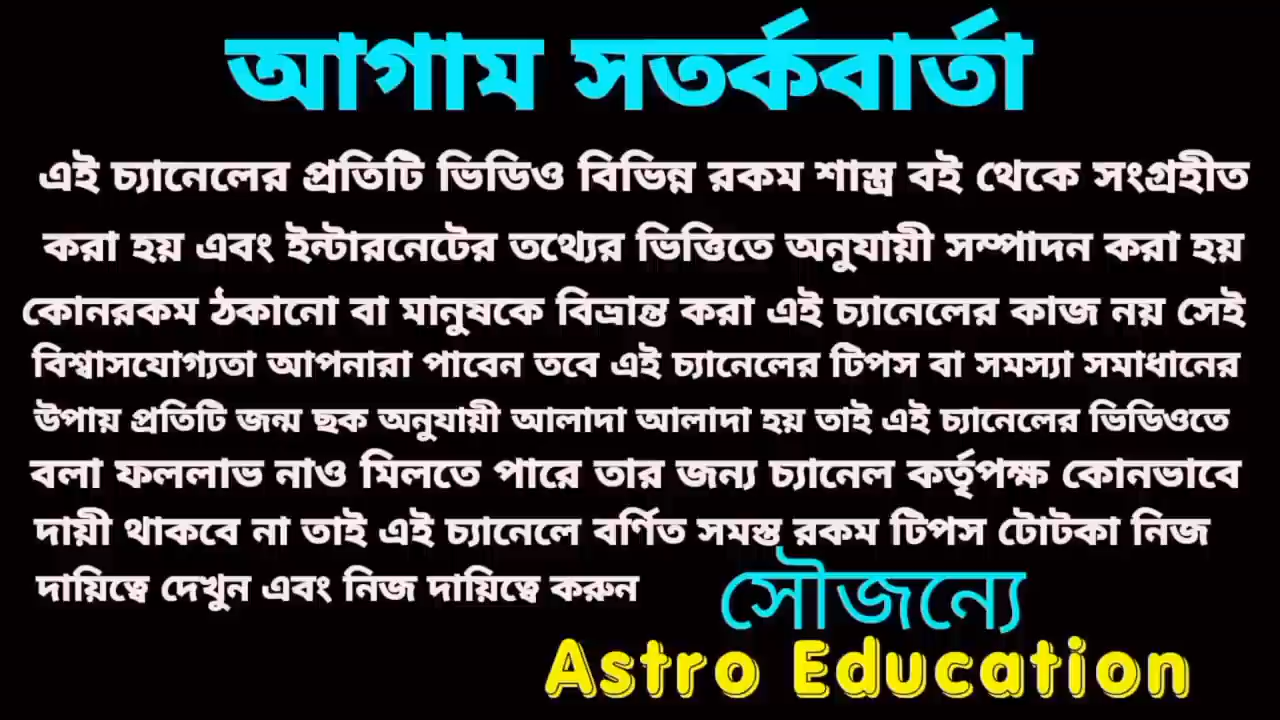 আগাম সতর্কবার্তা
এই চ্যানেলের প্রতিটি ভিডিও বিভিন্ন রকম শাস্ত্র বই থেকে সংগ্রহীত
করা হয় এবং ইন্টারনেটের তথ্যের ভিত্তিতে অনুযায়ী সম্পাদন করা হয়
কোনরকম ঠকানো বা মানুষকে বিভ্রান্ত করা এই চ্যানেলের কাজ নয় সেই
বিশ্বাসযোগ্যতা আপনারা পাবেন তবে এই চ্যানেলের টিপস বা সমস্যা সমাধানের
উপায় প্রতিটি জন্ম ছক অনুযায়ী আলাদা আলাদা হয় তাই এই চ্যানেলের ভিডিওতে
বলা ফললাভ নাও মিলতে পারে তার জন্য চ্যানেল কর্তৃপক্ষ কোনভাবে
দায়ী থাকবে না তাই এই চ্যানেলে বর্ণিত সমস্ত রকম টিপস টোটকা নিজ
দায়িত্বে দেখুন এবং নিজ দায়িত্বে করুন
সৌজন্যে
Astro Education